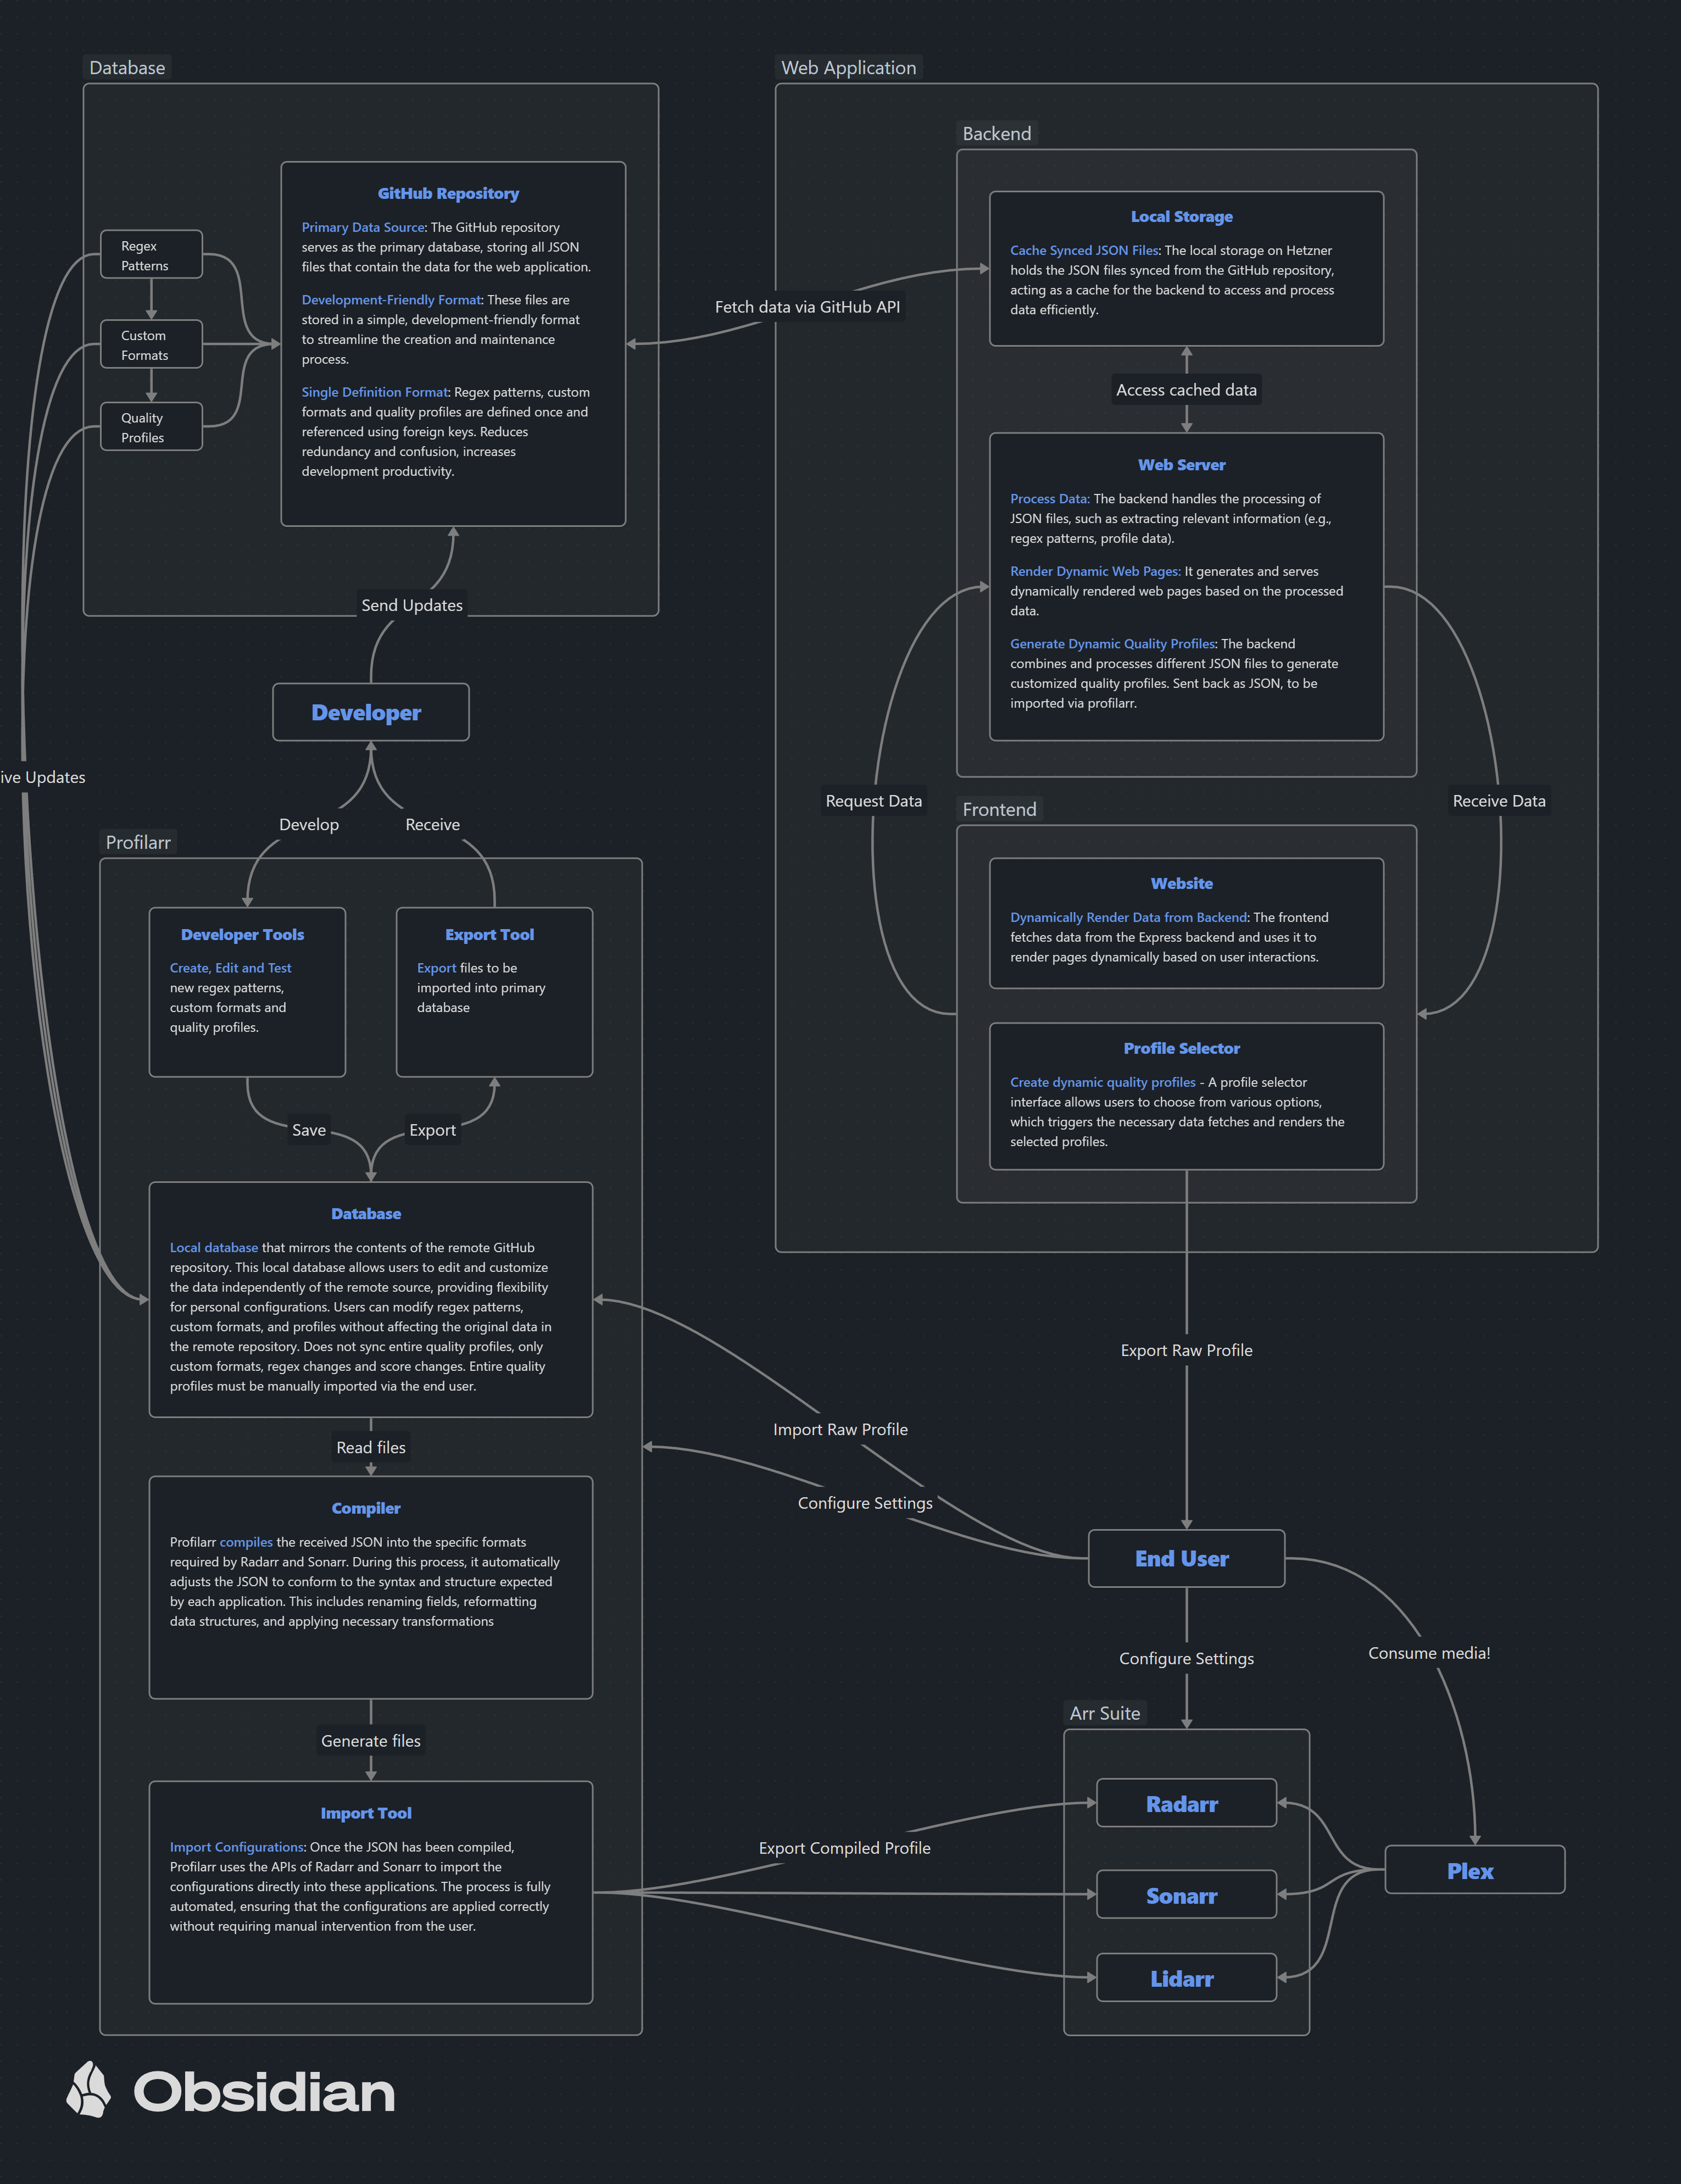 Database
Regex
Patterns
Custom
Formats
Quality
Profiles
GitHub Repository
Primary Data Source: The GitHub repository
serves as the primary database, storing all JSON
files that contain the data for the web application.
Development-Friendly Format: These files are
stored in a simple, development-friendly format
to streamline the creation and maintenance
process.
Single Definition Format: Regex patterns, custom
formats and quality profiles are defined once and
referenced using foreign keys. Reduces
redundancy and confusion, increases
development productivity.
Send Updates
Developer
ive Updates
Develop
Receive
Fetch data via GitHub API
Web Application
Backend
Local Storage
Cache Synced JSON Files: The local storage on Hetzner
holds the JSON files synced from the GitHub repository,
acting as a cache for the backend to access and process
data efficiently.
Access cached data
Web Server
Process Data: The backend handles the processing of
JSON files, such as extracting relevant information (e.g.,
regex patterns, profile data).
Render Dynamic Web Pages: It generates and serves
dynamically rendered web pages based on the processed
data.
Generate Dynamic Quality Profiles: The backend
combines and processes different JSON files to generate
customized quality profiles. Sent back as JSON, to be
imported via profilarr.
Request Data
Receive Data
Frontend
Website
Dynamically Render Data from Backend: The frontend
fetches data from the Express backend and uses it to
render pages dynamically based on user interactions.
Profile Selector
Create dynamic quality profiles - A profile selector
interface allows users to choose from various options,
which triggers the necessary data fetches and renders the
selected profiles.
Profilarr
Developer Tools
Create, Edit and Test
new regex patterns,
custom formats and
quality profiles.
Export Tool
Export files to be
imported into primary
database
Save
Export
Database
Local database that mirrors the contents of the remote GitHub
repository. This local database allows users to edit and customize
the data independently of the remote source, providing flexibility
for personal configurations. Users can modify regex patterns,
custom formats, and profiles without affecting the original data in
the remote repository. Does not sync entire quality profiles, only
custom formats, regex changes and score changes. Entire quality
profiles must be manually imported via the end user.
Read files
Compiler
Profilarr compiles the received JSON into the specific formats
required by Radarr and Sonarr. During this process, it automatically
adjusts the JSON to conform to the syntax and structure expected
by each application. This includes renaming fields, reformatting
data structures, and applying necessary transformations
Generate files
Import Tool
Import Configurations: Once the JSON has been compiled,
Profilarr uses the APIs of Radarr and Sonarr to import the
configurations directly into these applications. The process is fully
automated, ensuring that the configurations are applied correctly
without requiring manual intervention from the user.
Export Raw Profile
Import Raw Profile
Configure Settings
End User
Configure Settings
Consume media!
Arr Suite
Export Compiled Profile
Radarr
Sonarr
Lidarr
Plex
Obsidian